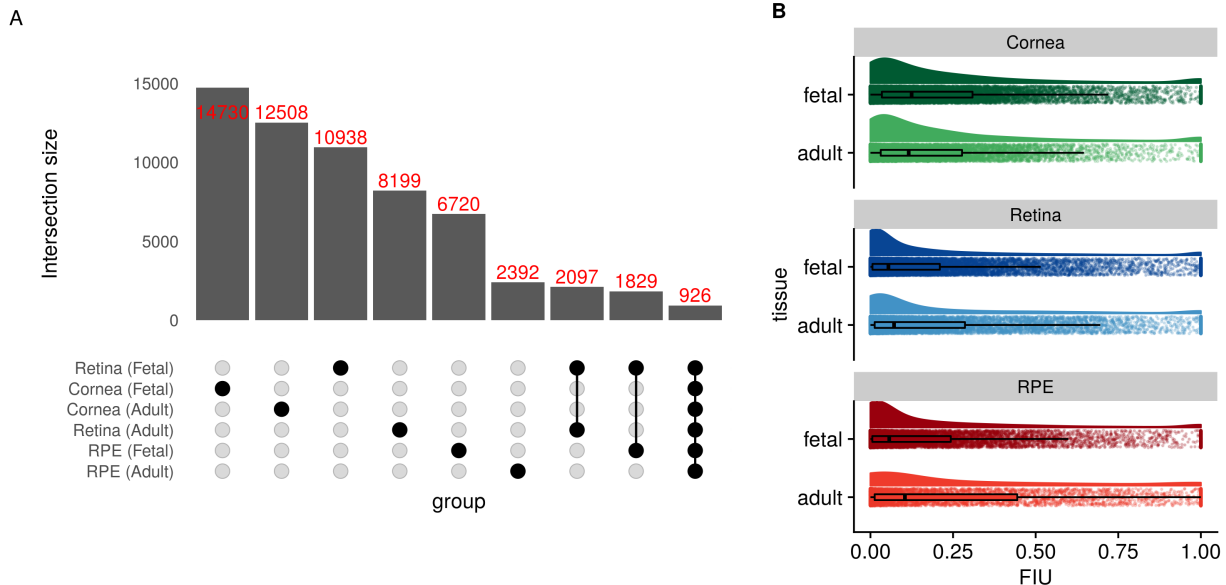 A
Intersection size
15000
10000
5000
0
14730
12508
10938
8199
6720
2392
2097
1829
926
Retina (Fetal)
Cornea (Fetal)
Cornea (Adult)
Retina (Adult)
RPE (Fetal)
RPE (Adult)
group
B
tissue
Cornea
fetal
adult
Retina
fetal
adult
RPE
fetal
adult
0.00 0.25 0.50 0.75 1.00
FIU